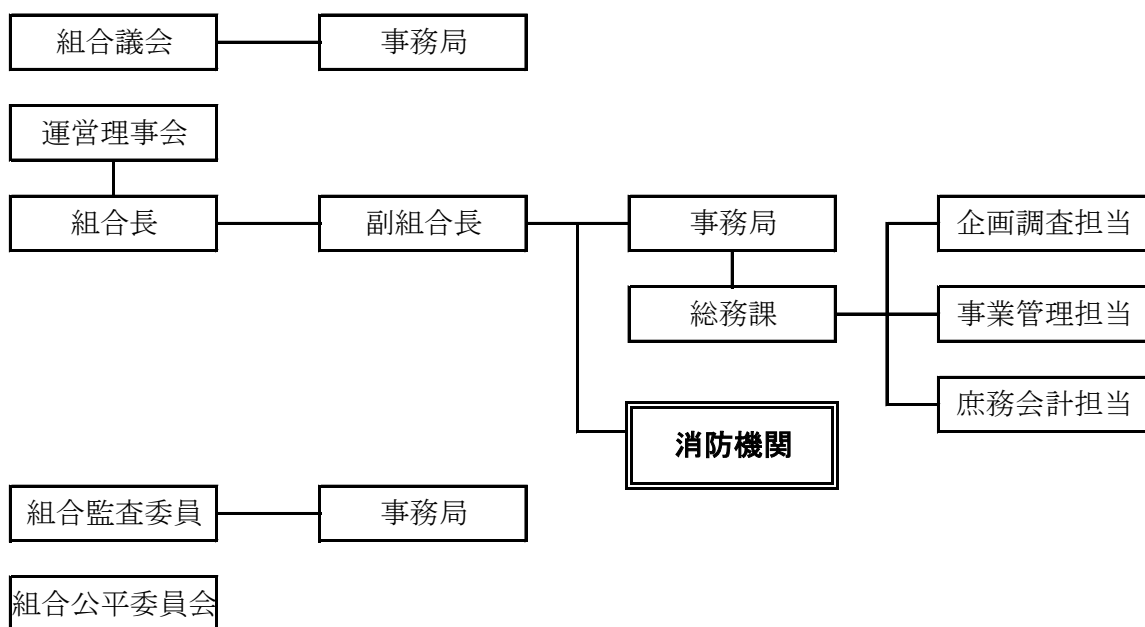 組合議会
事務局
運営理事会
組合長
副組合長
事務局
企画調査担当
総務課
事業管理担当
庶務会計担当
消防機関
組合監査委員
事務局
組合公平委員会